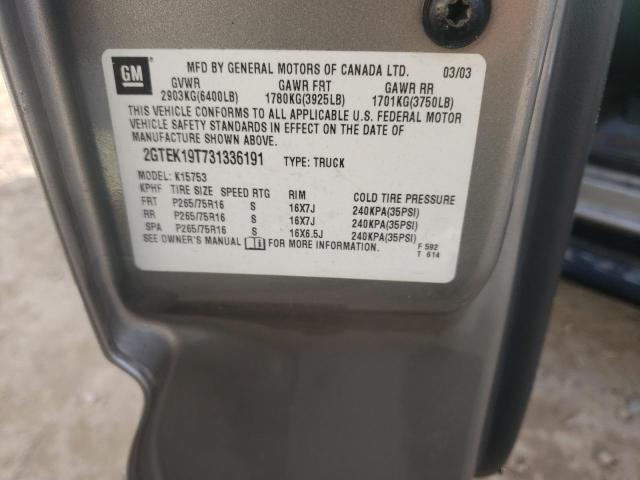 GM
MFD BY GENERAL MOTORS OF CANADA LTD. 03/03
GVWR GAWR FRT GAWR RR
2903KG(6400LB) 1780KG(3925LB) 1701KG(3750LB)
THIS VEHICLE CONFORMS TO ALL APPLICABLE U.S. FEDERAL MOTOR
VEHICLE SAFETY STANDARDS IN EFFECT ON THE DATE OF
MANUFACTURE SHOWN ABOVE.
2GTEK19T731336191 TYPE: TRUCK
MODEL: K15753
KPHF TIRE SIZE SPEED RTG RIM COLD TIRE PRESSURE
FRT P265/75R16 S 16X7J 240KPA(35PSI)
RR P265/75R16 S 16X7J 240KPA(35PSI)
SPA P265/75R16 S 16X6.5J 240KPA(35PSI)
SEE OWNER'S MANUAL FOR MORE INFORMATION. F 592
T 614